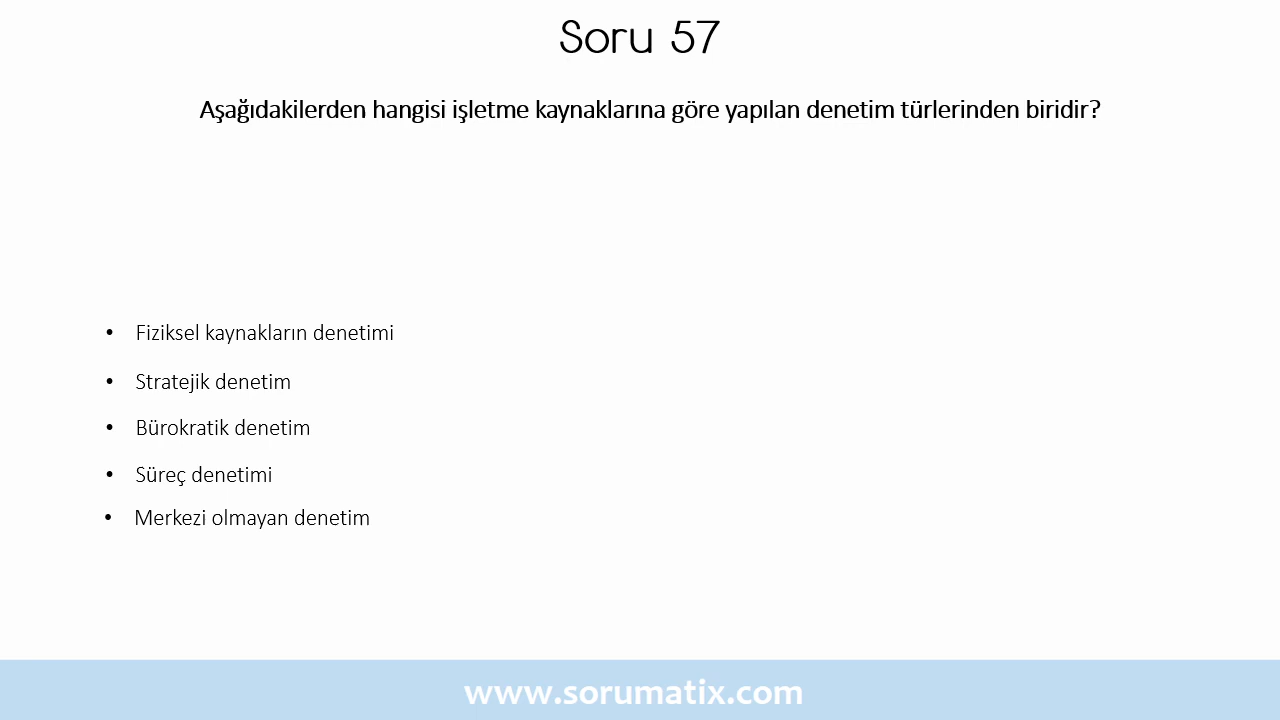 Soru 57
Aşağıdakilerden hangisi işletme kaynaklarına göre yapılan denetim türlerinden biridir?
• Fiziksel kaynakların denetimi
• Stratejik denetim
• Bürokratik denetim
• Süreç denetimi
• Merkezi olmayan denetim
www.sorumatix.com